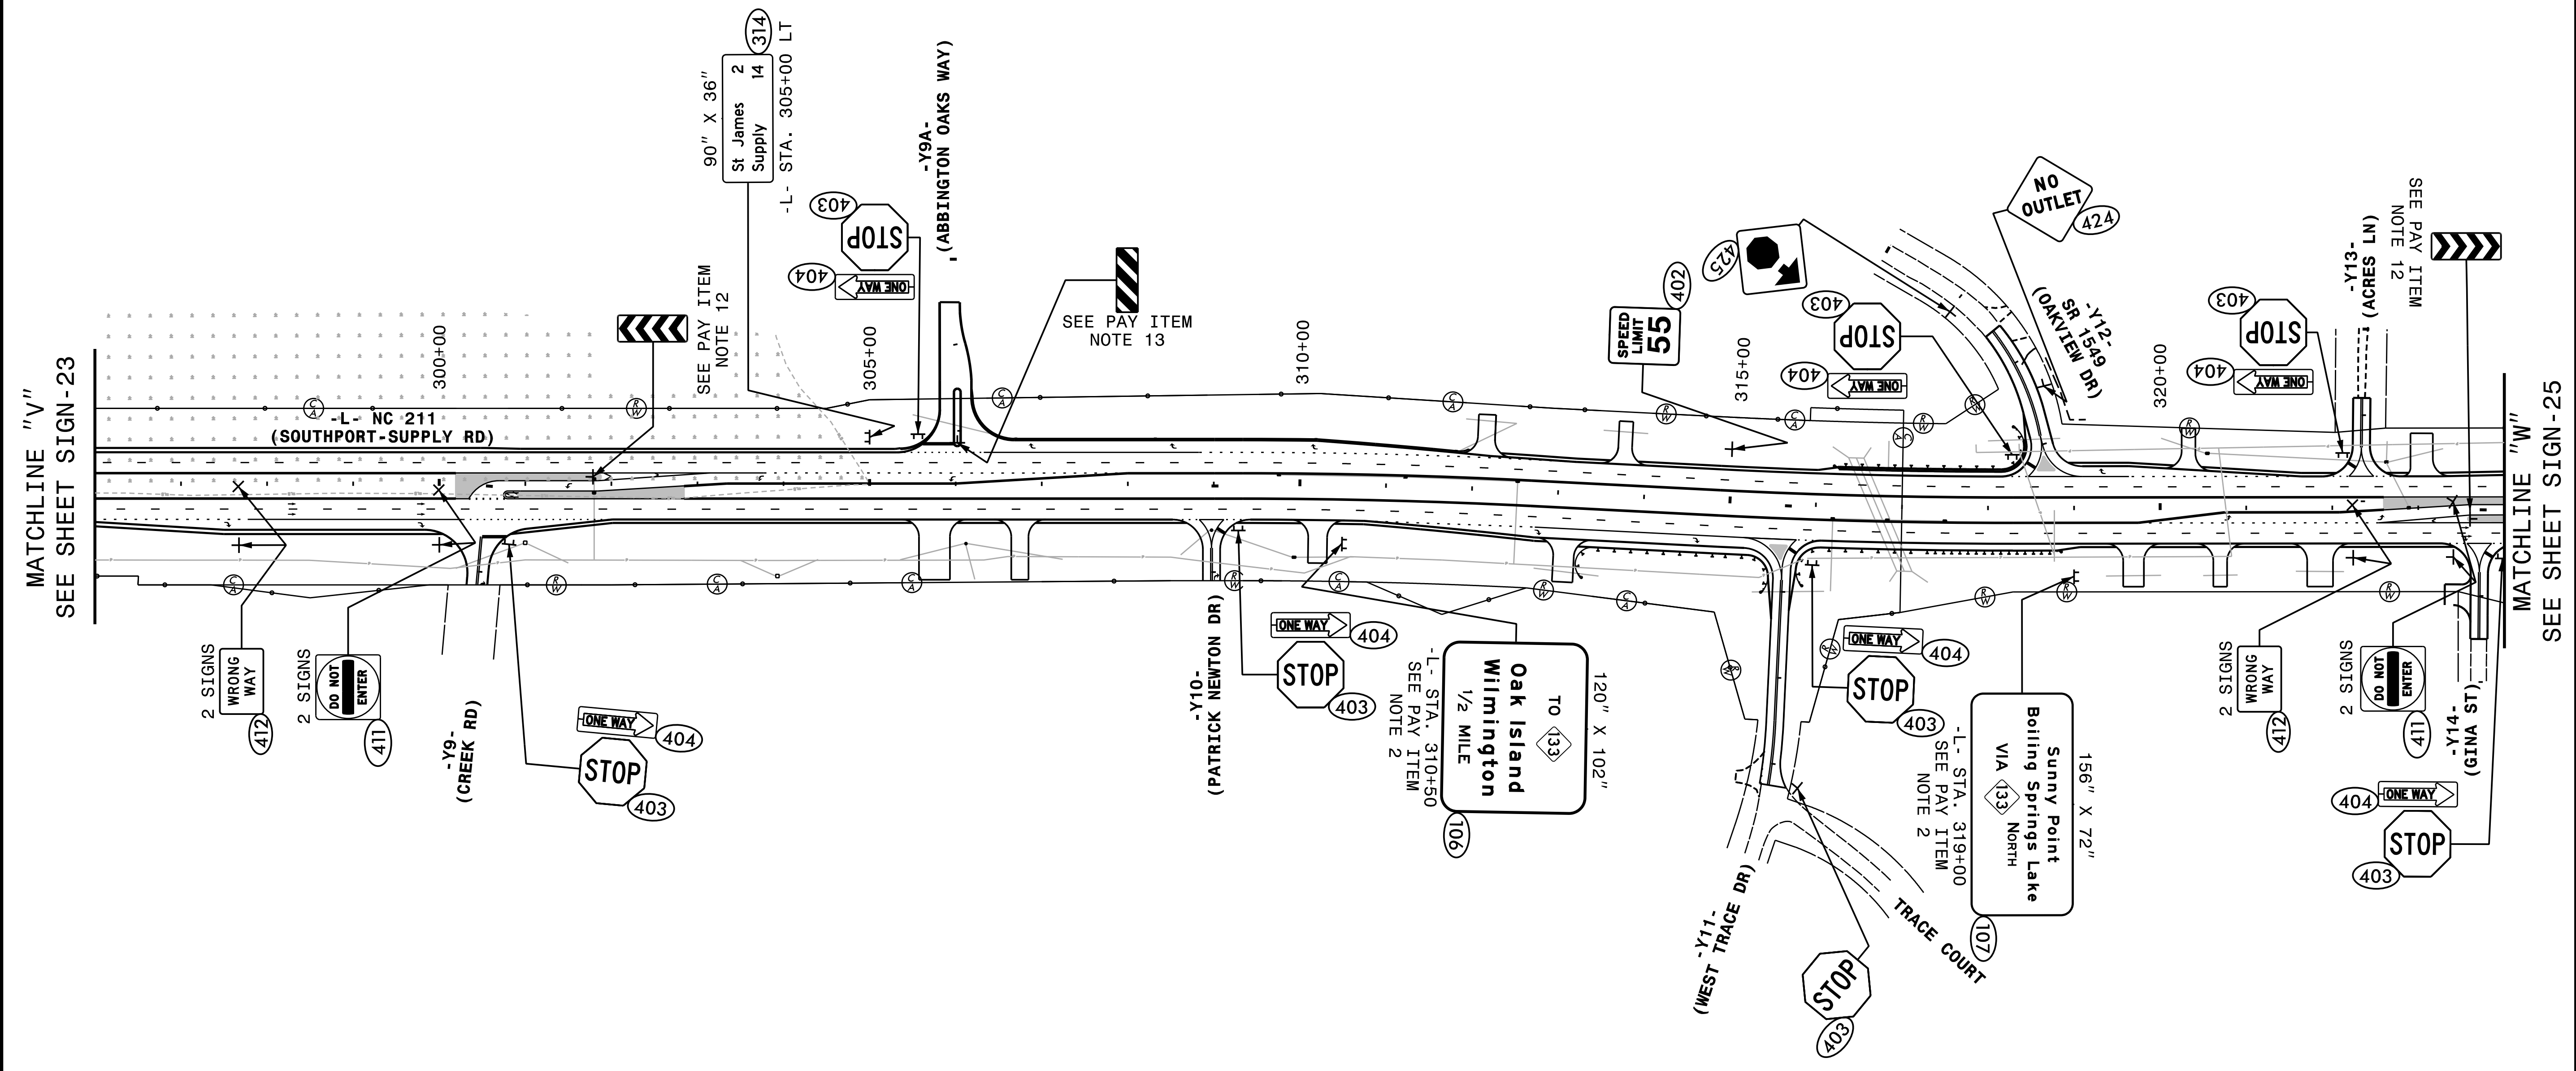 MATCHLINE "V"
SEE SHEET SIGN-23
-L- NC 211
(SOUTHPORT-SUPPLY RD)
300+00
SEE PAY ITEM
NOTE 12
90" X 36"
St James 2
Supply 14
314
-L- STA. 305+00 LT
305+00
403
STOP
404
ONE WAY
-Y9A-
(ABBINGTON OAKS WAY)
SEE PAY ITEM
NOTE 13
310+00
SPEED
LIMIT
55
402
315+00
425
403
STOP
404
ONE WAY
NO
OUTLET
424
-Y12-
SR 1549
(OAKVIEW DR)
320+00
403
STOP
404
ONE WAY
-Y13-
(ACRES LN)
SEE PAY ITEM
NOTE 12
MATCHLINE "W"
SEE SHEET SIGN-25
C A
R W
C A
C A
R W
C A
R W
R W
C A
R W
C A
R W
C A
C A
R W
C A
R W
C A
R W
R W
R W
R W
R W
2 SIGNS
WRONG
WAY
412
2 SIGNS
DO NOT
ENTER
411
-Y9-
(CREEK RD)
ONE WAY
404
STOP
403
-Y10-
(PATRICK NEWTON DR)
ONE WAY
404
STOP
403
120" X 102"
TO 133
Oak Island
Wilmington
1/2 MILE
-L- STA. 310+50
SEE PAY ITEM
NOTE 2
106
-Y11-
(WEST TRACE DR)
ONE WAY
404
STOP
403
STOP
403
TRACE COURT
156" X 72"
Sunny Point
Boiling Springs Lake
VIA 133 NORTH
-L- STA. 319+00
SEE PAY ITEM
NOTE 2
107
2 SIGNS
WRONG
WAY
412
2 SIGNS
DO NOT
ENTER
411
-Y14-
(GINA ST)
404
ONE WAY
STOP
403